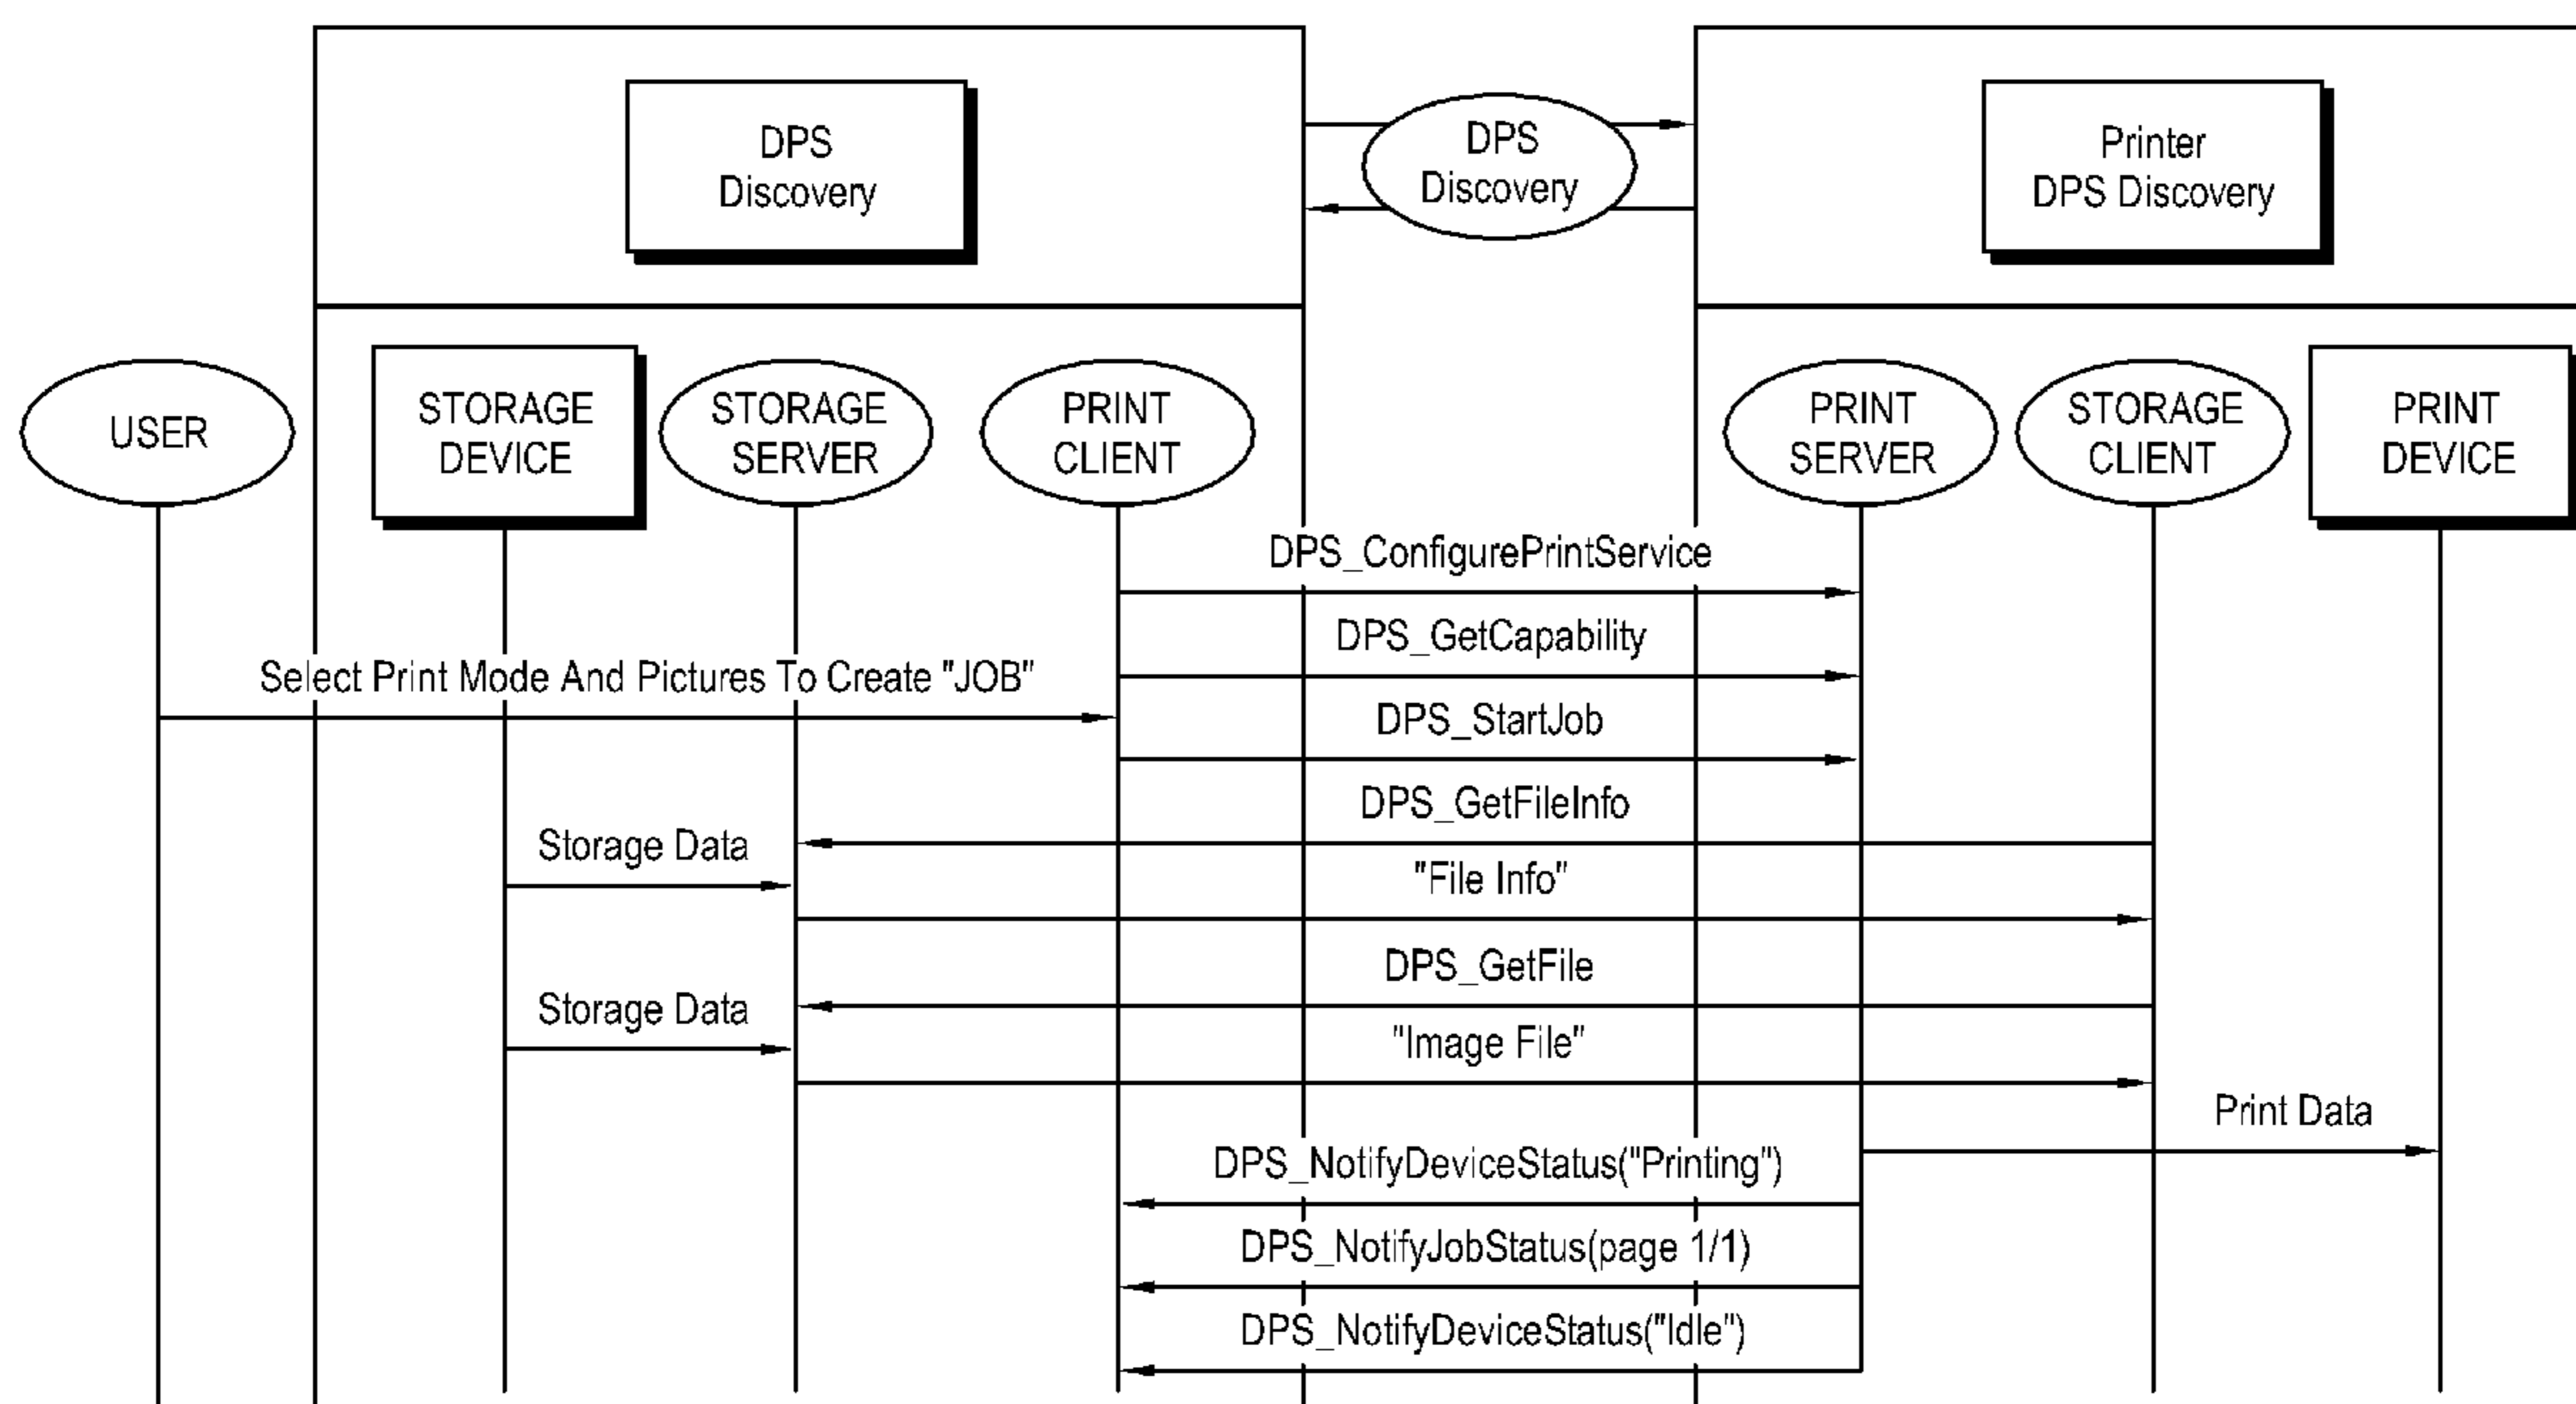 DPS
Discovery
DPS
Discovery
Printer
DPS Discovery
USER
STORAGE
DEVICE
STORAGE
SERVER
PRINT
CLIENT
PRINT
SERVER
STORAGE
CLIENT
PRINT
DEVICE
DPS_ConfigurePrintService
DPS_GetCapability
Select Print Mode And Pictures To Create "JOB"
DPS_StartJob
DPS_GetFileInfo
Storage Data
"File Info"
DPS_GetFile
Storage Data
"Image File"
Print Data
DPS_NotifyDeviceStatus("Printing")
DPS_NotifyJobStatus(page 1/1)
DPS_NotifyDeviceStatus("Idle")